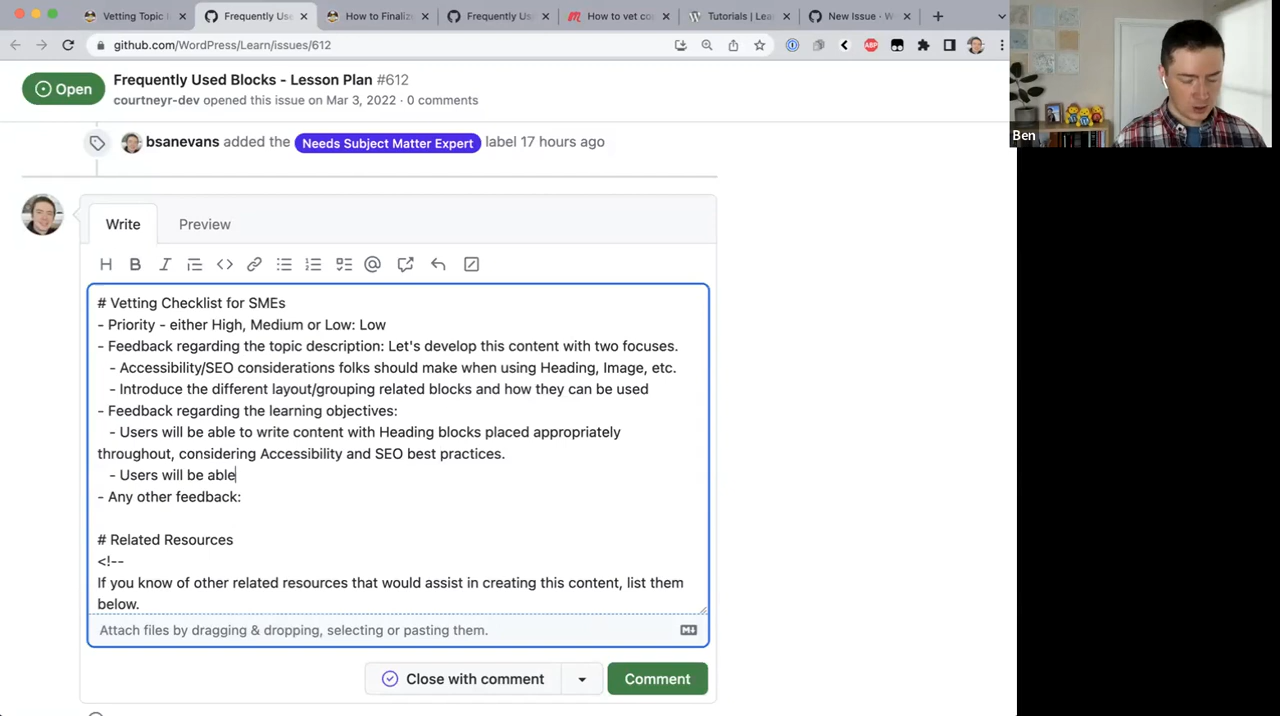 Vetting Topic
Frequently Use
How to Finaliz
Frequently Us
How to vet co
Tutorials | Lea
New Issue · W
github.com/WordPress/Learn/issues/612
ABP
Open
Frequently Used Blocks - Lesson Plan #612
courtneyr-dev opened this issue on Mar 3, 2022 · 0 comments
Ben
bsanevans added the Needs Subject Matter Expert label 17 hours ago
Write
Preview
# Vetting Checklist for SMEs
- Priority - either High, Medium or Low: Low
- Feedback regarding the topic description: Let's develop this content with two focuses.
- Accessibility/SEO considerations folks should make when using Heading, Image, etc.
- Introduce the different layout/grouping related blocks and how they can be used
- Feedback regarding the learning objectives:
- Users will be able to write content with Heading blocks placed appropriately
throughout, considering Accessibility and SEO best practices.
- Users will be able
- Any other feedback:
# Related Resources
<!--
If you know of other related resources that would assist in creating this content, list them
below.
Attach files by dragging & dropping, selecting or pasting them.
Close with comment
Comment